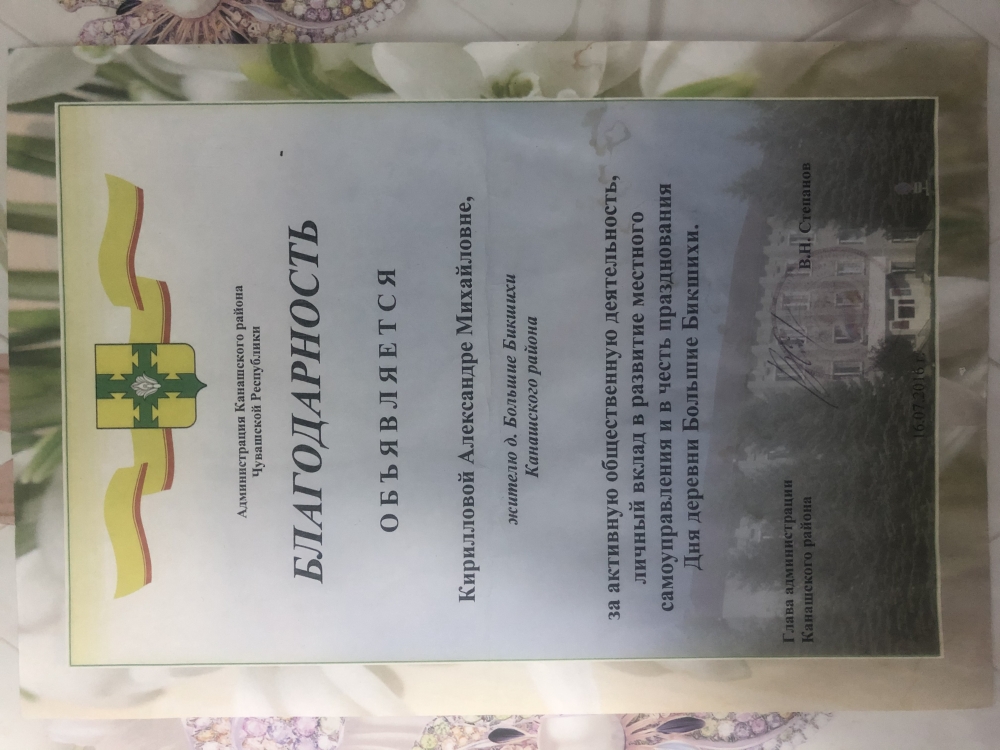 Администрация Канашского района
Чувашской Республики
БЛАГОДАРНОСТЬ
ОБЪЯВЛЯЕТСЯ
Кирилловой Александре Михайловне,
жителю д. Большие Бикшихи
Канашского района
за активную общественную деятельность,
личный вклад в развитие местного
самоуправления и в честь празднования
Дня деревни Большие Бикшихи.
Глава администрации
Канашского района
В.Н. Степанов